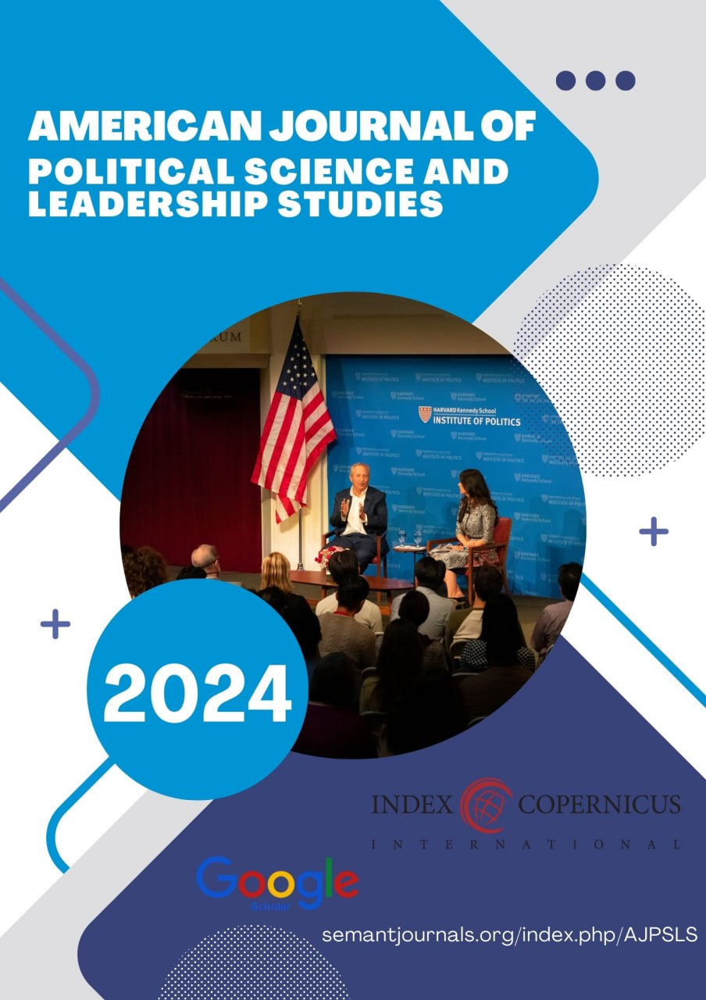 AMERICAN JOURNAL OF
POLITICAL SCIENCE AND
LEADERSHIP STUDIES
HARVARD Kennedy School
INSTITUTE OF POLITICS
2024
INDEX COPERNICUS
INTERNATIONAL
Google
Scholar
semantjournals.org/index.php/AJPSLS